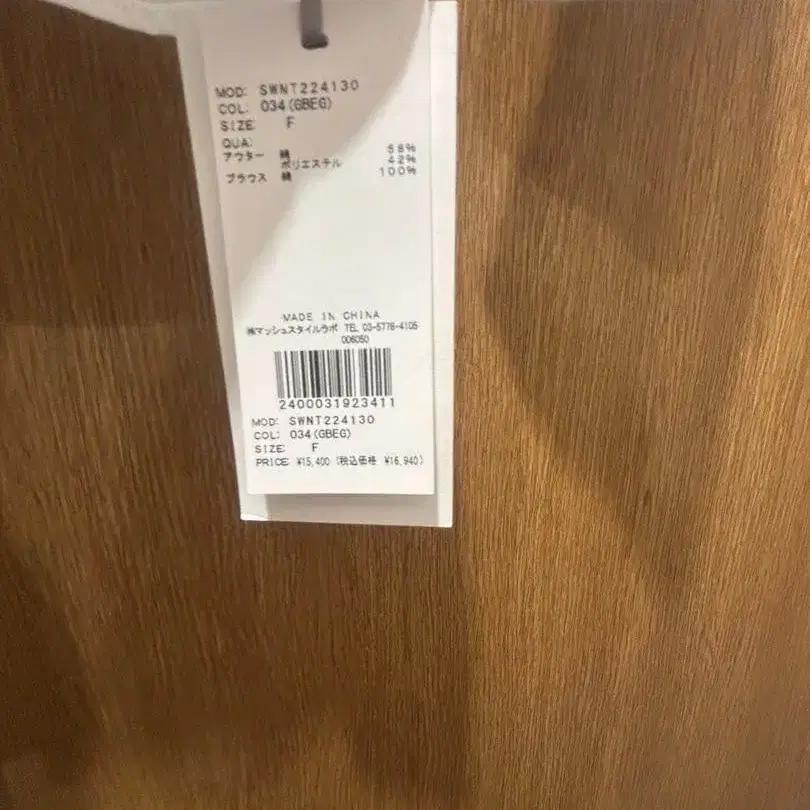 MOD: SWNT224130
COL: 034(GBEG)
SIZE: F
QUA:
アウター 綿 58%
ポリエステル 42%
ブラウス 綿 100%
MADE IN CHINA
㈱マッシュスタイルラボ TEL 03-5778-4105
006050
2400031923411
MOD: SWNT224130
COL: 034(GBEG)
SIZE: F
PRICE: ¥15,400 (税込価格 ¥16,940)